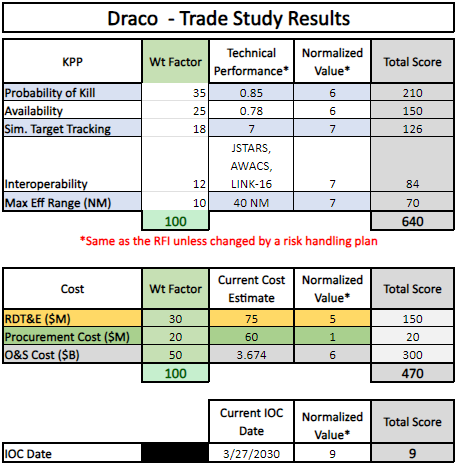 Draco - Trade Study Results
KPP Wt Factor Technical Performance* Normalized Value* Total Score
Probability of Kill 35 0.85 6 210
Availability 25 0.78 6 150
Sim. Target Tracking 18 7 7 126
Interoperability 12 JSTARS, AWACS, LINK-16 7 84
Max Eff Range (NM) 10 40 NM 7 70
100 640
*Same as the RFI unless changed by a risk handling plan
Cost Wt Factor Current Cost Estimate Normalized Value* Total Score
RDT&E ($M) 30 75 5 150
Procurement Cost ($M) 20 60 1 20
O&S Cost ($B) 50 3.674 6 300
100 470
Current IOC Date Normalized Value* Total Score
IOC Date 3/27/2030 9 9